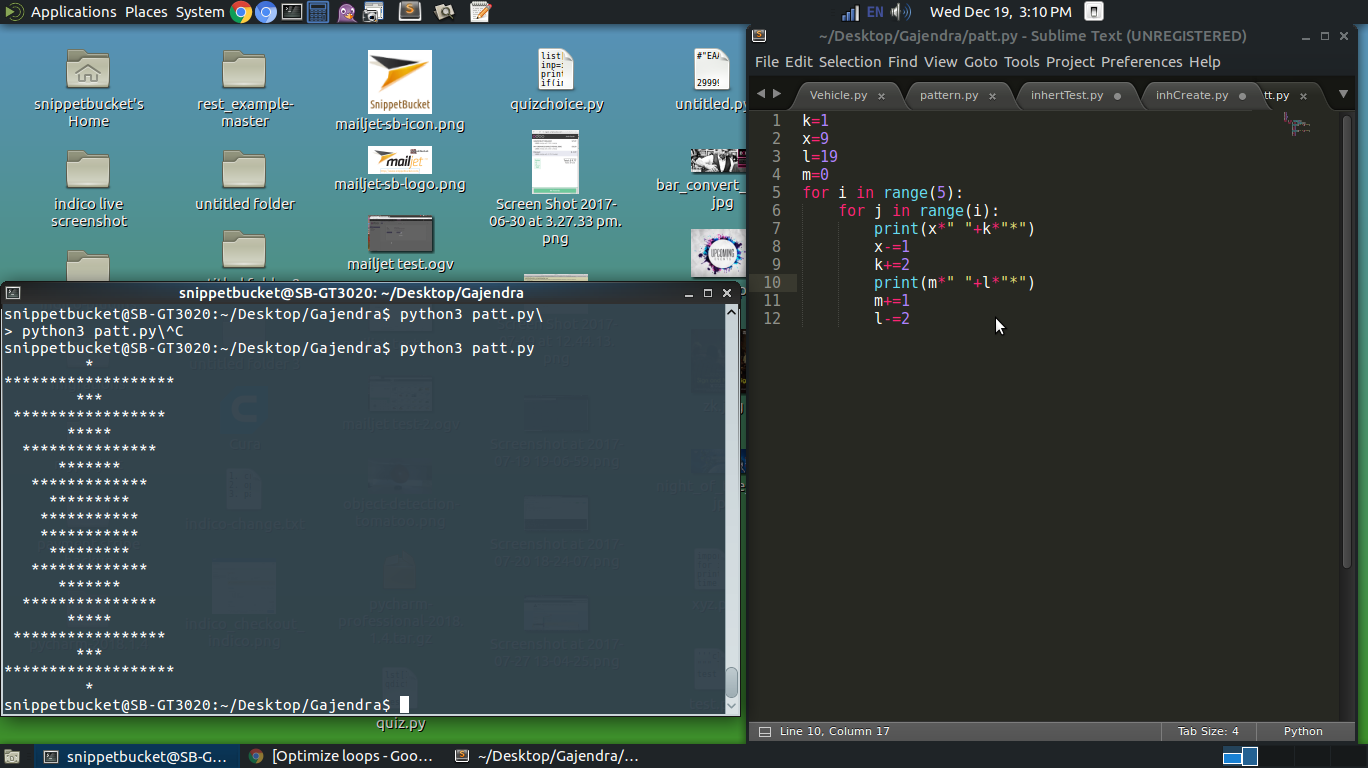 Applications Places System
EN
Wed Dec 19, 3:10 PM
snippetbucket's
Home
rest_example-
master
SnippetBucket
mailjet-sb-icon.png
quizchoice.py
untitled.py
indico live
screenshot
untitled folder
mailjet
mailjet-sb-logo.png
Screen Shot 2017-
06-30 at 3.27.33 pm.
png
bar_convert_
jpg
mailjet test.ogv
UPCOMING
snippetbucket@SB-GT3020: ~/Desktop/Gajendra
snippetbucket@SB-GT3020:~/Desktop/Gajendra$ python3 patt.py\
> python3 patt.py\^C
snippetbucket@SB-GT3020:~/Desktop/Gajendra$ python3 patt.py
         *
*******************
        ***
 *****************
       *****
  ***************
      *******
   *************
     *********
    ***********
    ***********
     *********
   *************
      *******
  ***************
       *****
 *****************
        ***
*******************
         *
snippetbucket@SB-GT3020:~/Desktop/Gajendra$
quiz.py
~/Desktop/Gajendra/patt.py - Sublime Text (UNREGISTERED)
File Edit Selection Find View Goto Tools Project Preferences Help
Vehicle.py × pattern.py × inhertTest.py inhCreate.py tt.py ×
1 k=1
2 x=9
3 l=19
4 m=0
5 for i in range(5):
6     for j in range(i):
7         print(x*" "+k*"*")
8         x-=1
9         k+=2
10         print(m*" "+l*"*")
11         m+=1
12         l-=2
Line 10, Column 17 Tab Size: 4 Python
snippetbucket@SB-G... [Optimize loops - Goo... ~/Desktop/Gajendra/...